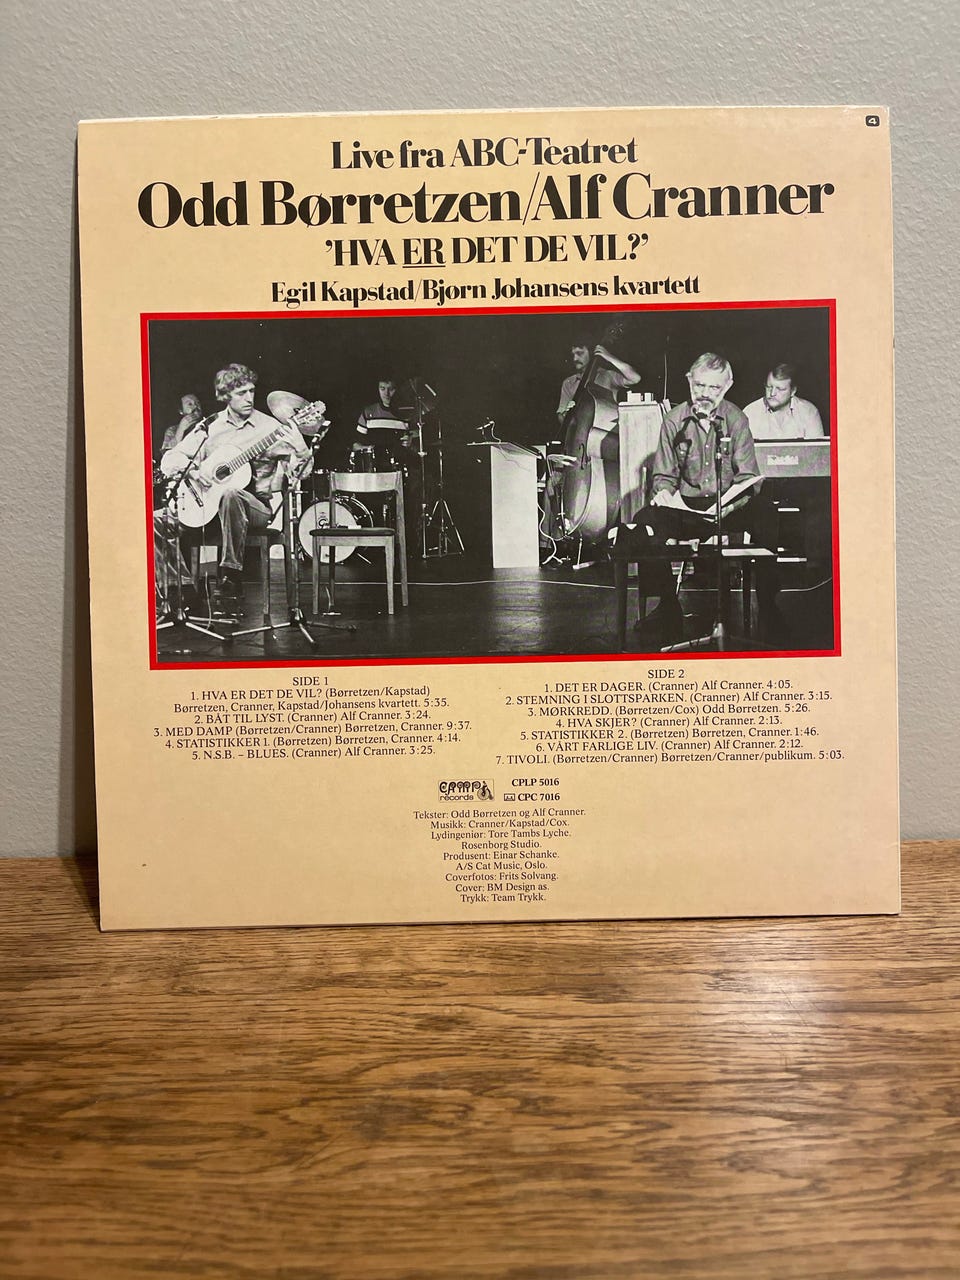 4
Live fra ABC-Teatret
Odd Børretzen/Alf Cranner
'HVA ER DET DE VIL?'
Egil Kapstad/Bjørn Johansens kvartett
SIDE 1
1. HVA ER DET DE VIL? (Børretzen/Kapstad)
Børretzen, Cranner, Kapstad/Johansens kvartett. 5:35.
2. BÅT TIL LYST. (Cranner) Alf Cranner. 3:24.
3. MED DAMP (Børretzen/Cranner) Børretzen, Cranner. 9:37.
4. STATISTIKKER 1. (Børretzen) Børretzen, Cranner. 4:14.
5. N.S.B. – BLUES. (Cranner) Alf Cranner. 3:25.
SIDE 2
1. DET ER DAGER. (Cranner) Alf Cranner. 4:05.
2. STEMNING I SLOTTSPARKEN. (Cranner) Alf Cranner. 3:15.
3. MØRKREDD. (Børretzen/Cox) Odd Børretzen. 5:26.
4. HVA SKJER? (Cranner) Alf Cranner. 2:13.
5. STATISTIKKER 2. (Børretzen) Børretzen, Cranner. 1:46.
6. VÅRT FARLIGE LIV. (Cranner) Alf Cranner. 2:12.
7. TIVOLI. (Børretzen/Cranner) Børretzen/Cranner/publikum. 5:03.
CAMP
records
CPLP 5016
CPC 7016
Tekster: Odd Børretzen og Alf Cranner.
Musikk: Cranner/Kapstad/Cox.
Lydingeniør: Tore Tambs Lyche.
Rosenborg Studio.
Produsent: Einar Schanke.
A/S Cat Music, Oslo.
Coverfotos: Frits Solvang.
Cover: BM Design as.
Trykk: Team Trykk.